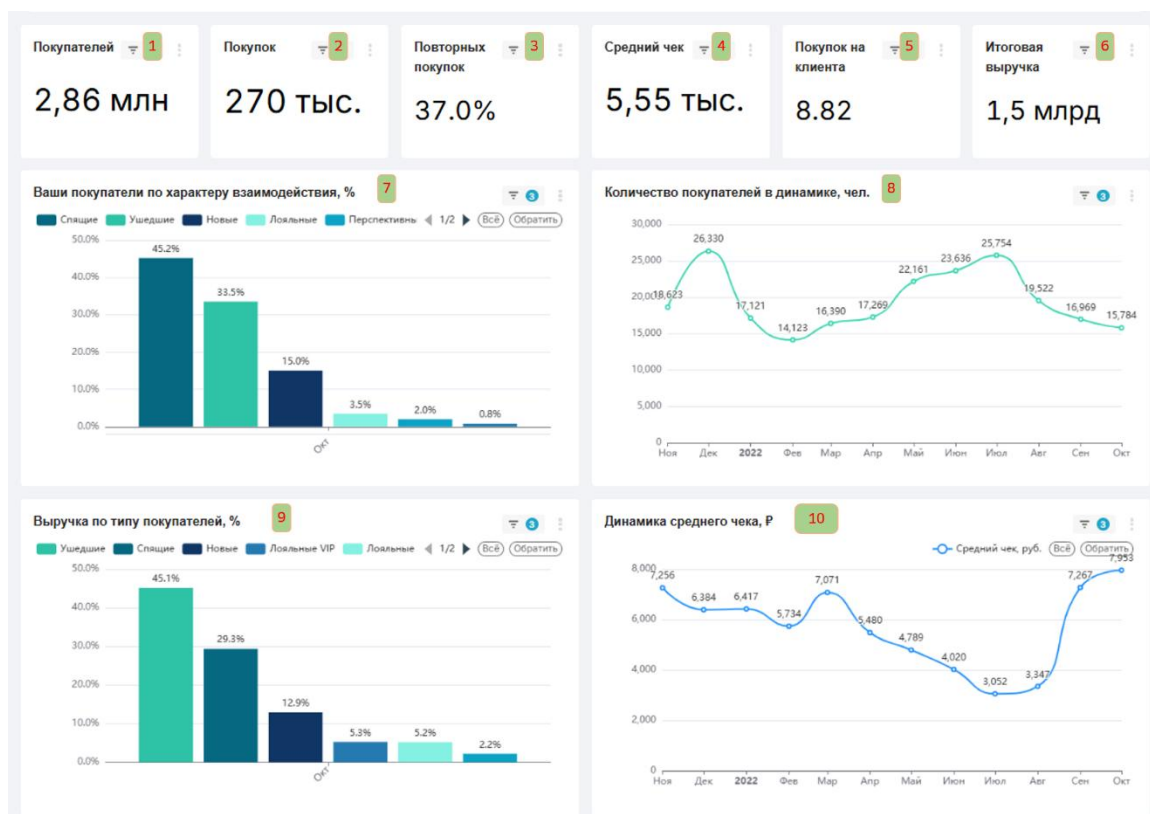 Покупателей 1
2,86 млн
Покупок 2
270 тыс.
Повторных 3
покупок
37.0%
Средний чек 4
5,55 тыс.
Покупок на 5
клиента
8.82
Итоговая 6
выручка
1,5 млрд
Ваши покупатели по характеру взаимодействия, % 7
3
Спящие Ушедшие Новые Лояльные Перспективны 1/2 Всё Обратить
50.0%
40.0%
30.0%
20.0%
10.0%
0.0%
45.2%
33.5%
15.0%
3.5%
2.0%
0.8%
Окт
Количество покупателей в динамике, чел. 8
3
30,000
25,000
20,000
15,000
10,000
5,000
0
18,623
26,330
17,121
14,123
16,390
17,269
22,161
23,636
25,754
19,522
16,969
15,784
Ноя Дек 2022 Фев Мар Апр Май Июн Июл Авг Сен Окт
Выручка по типу покупателей, % 9
3
Ушедшие Спящие Новые Лояльные VIP Лояльные 1/2 Всё Обратить
50.0%
40.0%
30.0%
20.0%
10.0%
0.0%
45.1%
29.3%
12.9%
5.3%
5.2%
2.2%
Окт
Динамика среднего чека, ₽ 10
3
Средний чек, руб. Всё Обратить
8,000
6,000
4,000
2,000
0
7,256
6,384
6,417
5,734
7,071
5,480
4,789
4,020
3,052
3,347
7,267
7,953
Ноя Дек 2022 Фев Мар Апр Май Июн Июл Авг Сен Окт